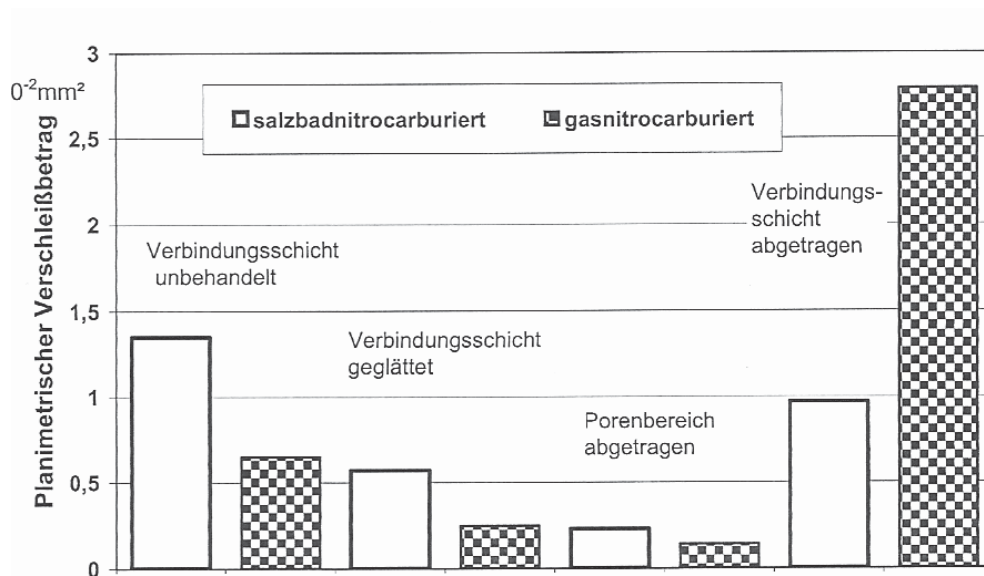 3
0⁻²mm²
Planimetrischer Verschleißbetrag
2,5
2
1,5
1
0,5
0
salzbadnitrocarburiert
gasnitrocarburiert
Verbindungsschicht
unbehandelt
Verbindungsschicht
geglättet
Porenbereich
abgetragen
Verbindungs-
schicht
abgetragen